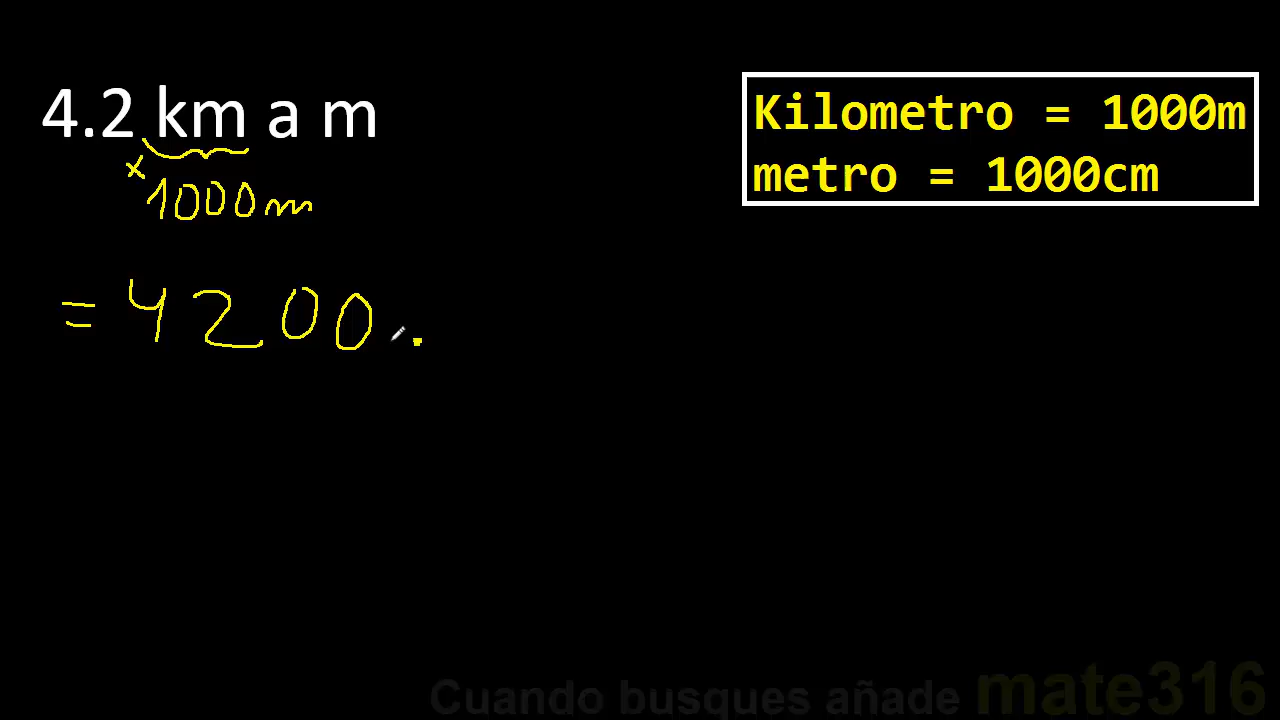 4.2 km a m
×1000m
= 4200.
Kilometro = 1000m
metro = 1000cm
Cuando busques añade mate316